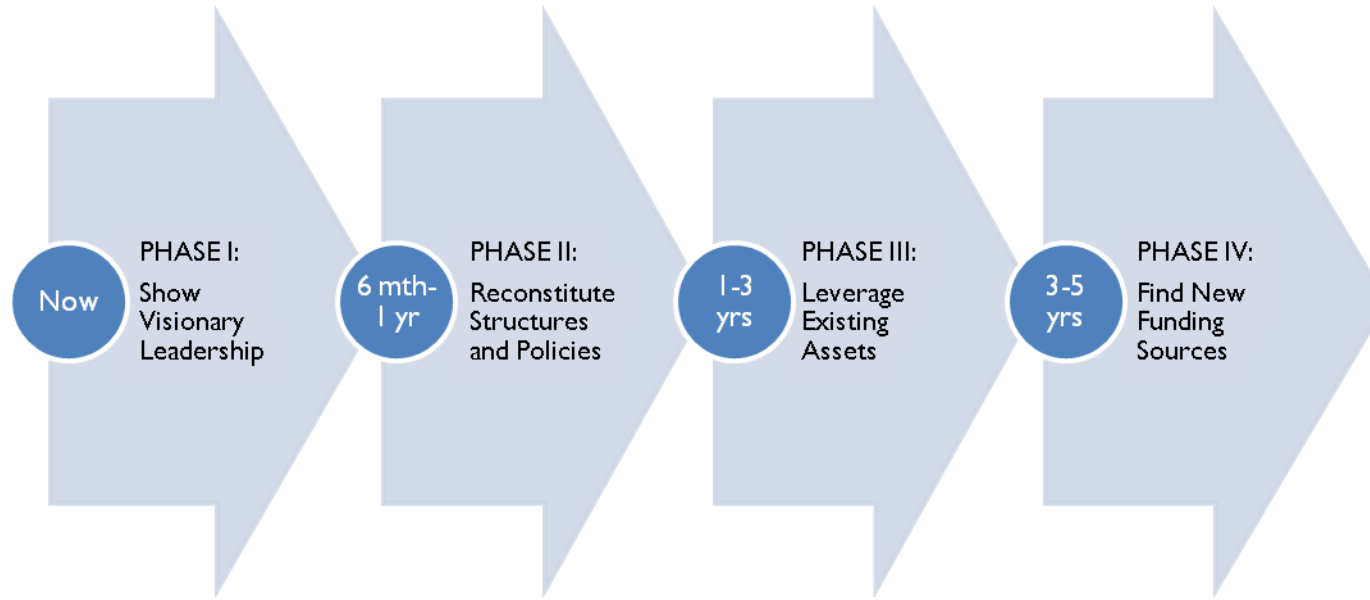 Now
PHASE I:
Show
Visionary
Leadership
6 mth-
1 yr
PHASE II:
Reconstitute
Structures
and Policies
1-3
yrs
PHASE III:
Leverage
Existing
Assets
3-5
yrs
PHASE IV:
Find New
Funding
Sources